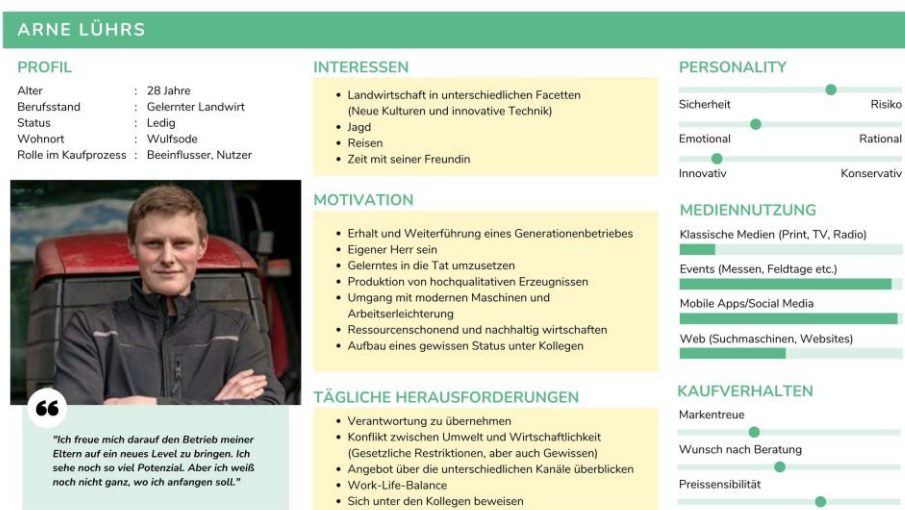 ARNE LÜHRS
PROFIL
Alter : 28 Jahre
Berufsstand : Gelernter Landwirt
Status : Ledig
Wohnort : Wulfsode
Rolle im Kaufprozess : Beeinflusser, Nutzer
"Ich freue mich darauf den Betrieb meiner
Eltern auf ein neues Level zu bringen. Ich
sehe noch so viel Potenzial. Aber ich weiß
noch nicht ganz, wo ich anfangen soll."
INTERESSEN
• Landwirtschaft in unterschiedlichen Facetten
(Neue Kulturen und innovative Technik)
• Jagd
• Reisen
• Zeit mit seiner Freundin
MOTIVATION
• Erhalt und Weiterführung eines Generationenbetriebes
• Eigener Herr sein
• Gelerntes in die Tat umzusetzen
• Produktion von hochqualitativen Erzeugnissen
• Umgang mit modernen Maschinen und
Arbeitserleichterung
• Ressourcenschonend und nachhaltig wirtschaften
• Aufbau eines gewissen Status unter Kollegen
TÄGLICHE HERAUSFORDERUNGEN
• Verantwortung zu übernehmen
• Konflikt zwischen Umwelt und Wirtschaftlichkeit
(Gesetzliche Restriktionen, aber auch Gewissen)
• Angebot über die unterschiedlichen Kanäle überblicken
• Work-Life-Balance
• Sich unter den Kollegen beweisen
PERSONALITY
Sicherheit Risiko
Emotional Rational
Innovativ Konservativ
MEDIENNUTZUNG
Klassische Medien (Print, TV, Radio)
Events (Messen, Feldtage etc.)
Mobile Apps/Social Media
Web (Suchmaschinen, Websites)
KAUFVERHALTEN
Markentreue
Wunsch nach Beratung
Preissensibilität